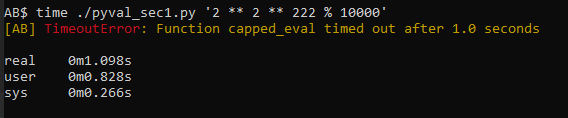 AB$ time ./pyval_sec1.py '2 ** 2 ** 222 % 10000'
[AB] TimeoutError: Function capped_eval timed out after 1.0 seconds
real 0m1.098s
user 0m0.828s
sys 0m0.266s